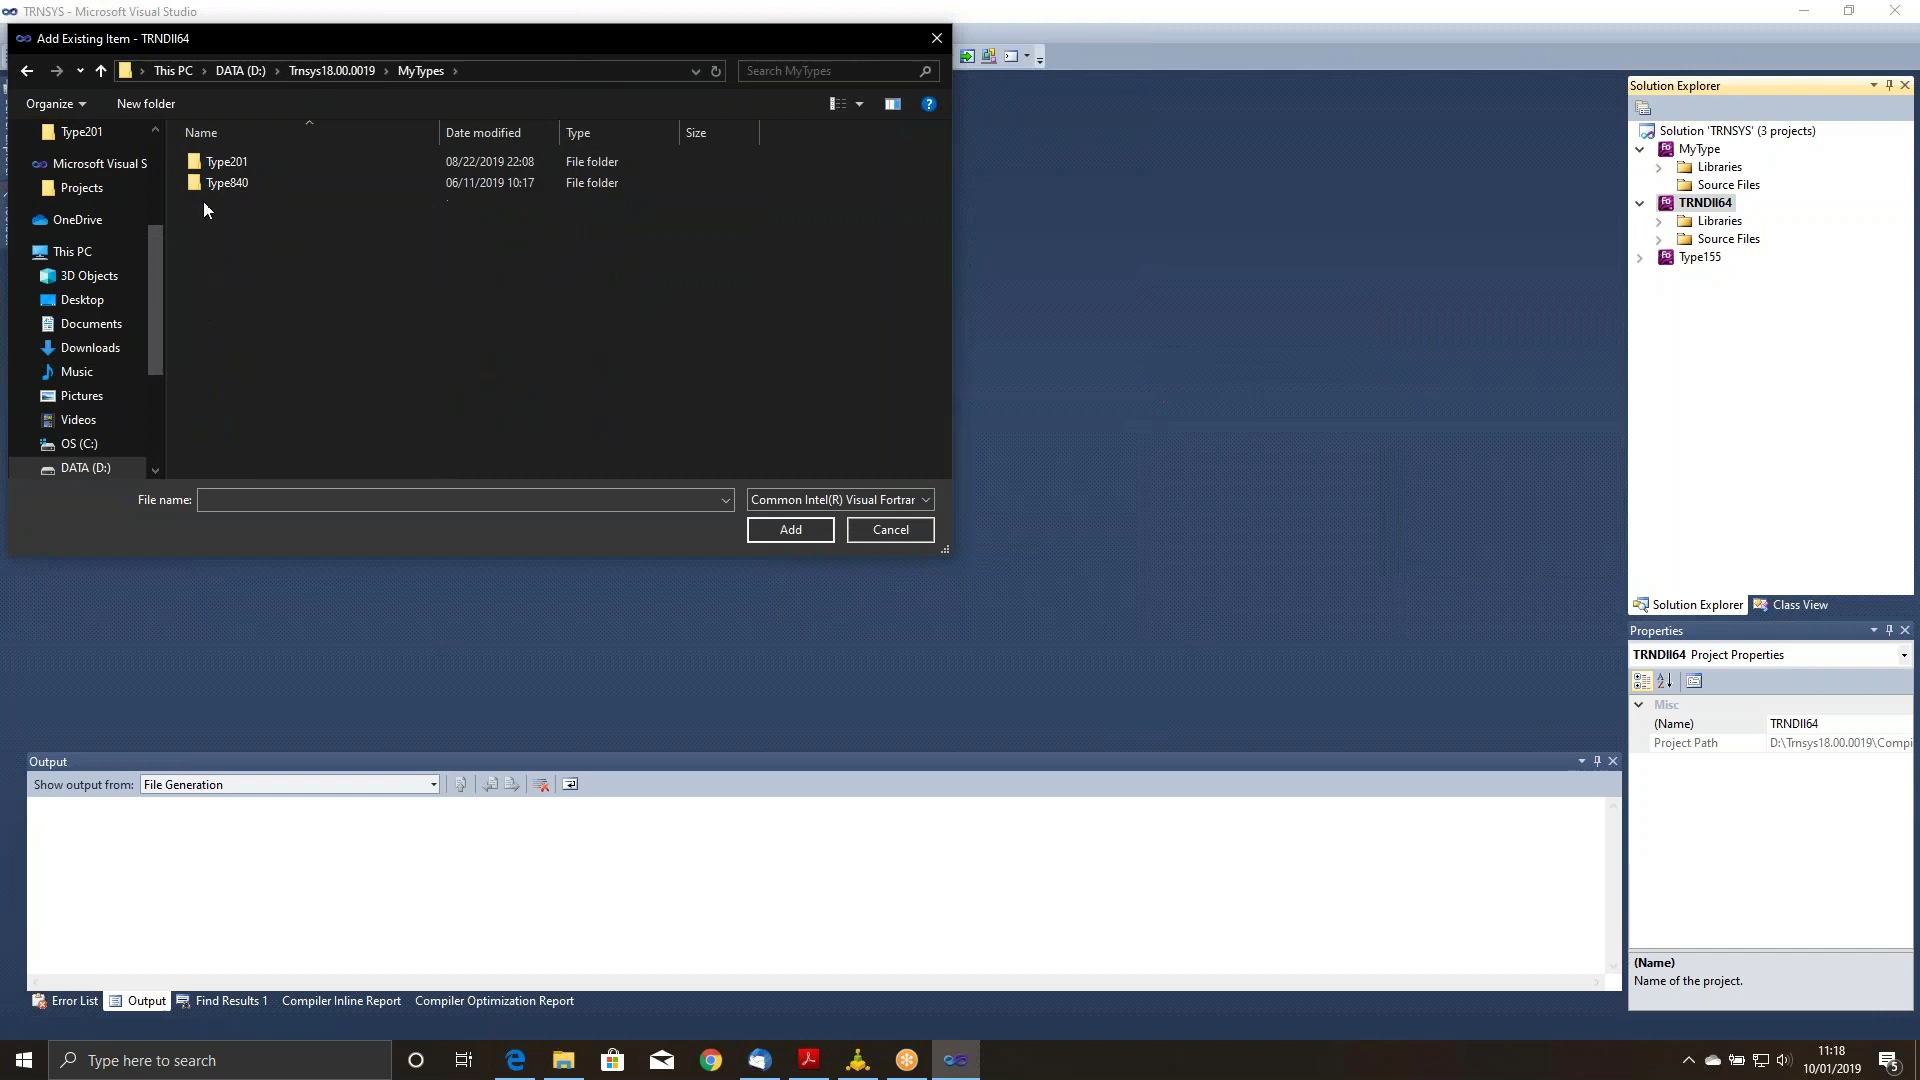 TRNSYS - Microsoft Visual Studio
Add Existing Item - TRNDll64
This PC > DATA (D:) > Trnsys18.00.0019 > MyTypes >
Search MyTypes
Organize
New folder
Name
Date modified
Type
Size
Type201
08/22/2019 22:08
File folder
Type840
06/11/2019 10:17
File folder
Type201
Microsoft Visual S
Projects
OneDrive
This PC
3D Objects
Desktop
Documents
Downloads
Music
Pictures
Videos
OS (C:)
DATA (D:)
File name:
Common Intel(R) Visual Fortrar
Add
Cancel
Solution Explorer
Solution 'TRNSYS' (3 projects)
MyType
Libraries
Source Files
TRNDll64
Libraries
Source Files
Type155
Solution Explorer
Class View
Properties
TRNDll64 Project Properties
Misc
(Name)
TRNDll64
Project Path
D:\Trnsys18.00.0019\Compi
(Name)
Name of the project.
Output
Show output from:
File Generation
Error List
Output
Find Results 1
Compiler Inline Report
Compiler Optimization Report
Type here to search
11:18
10/01/2019
5